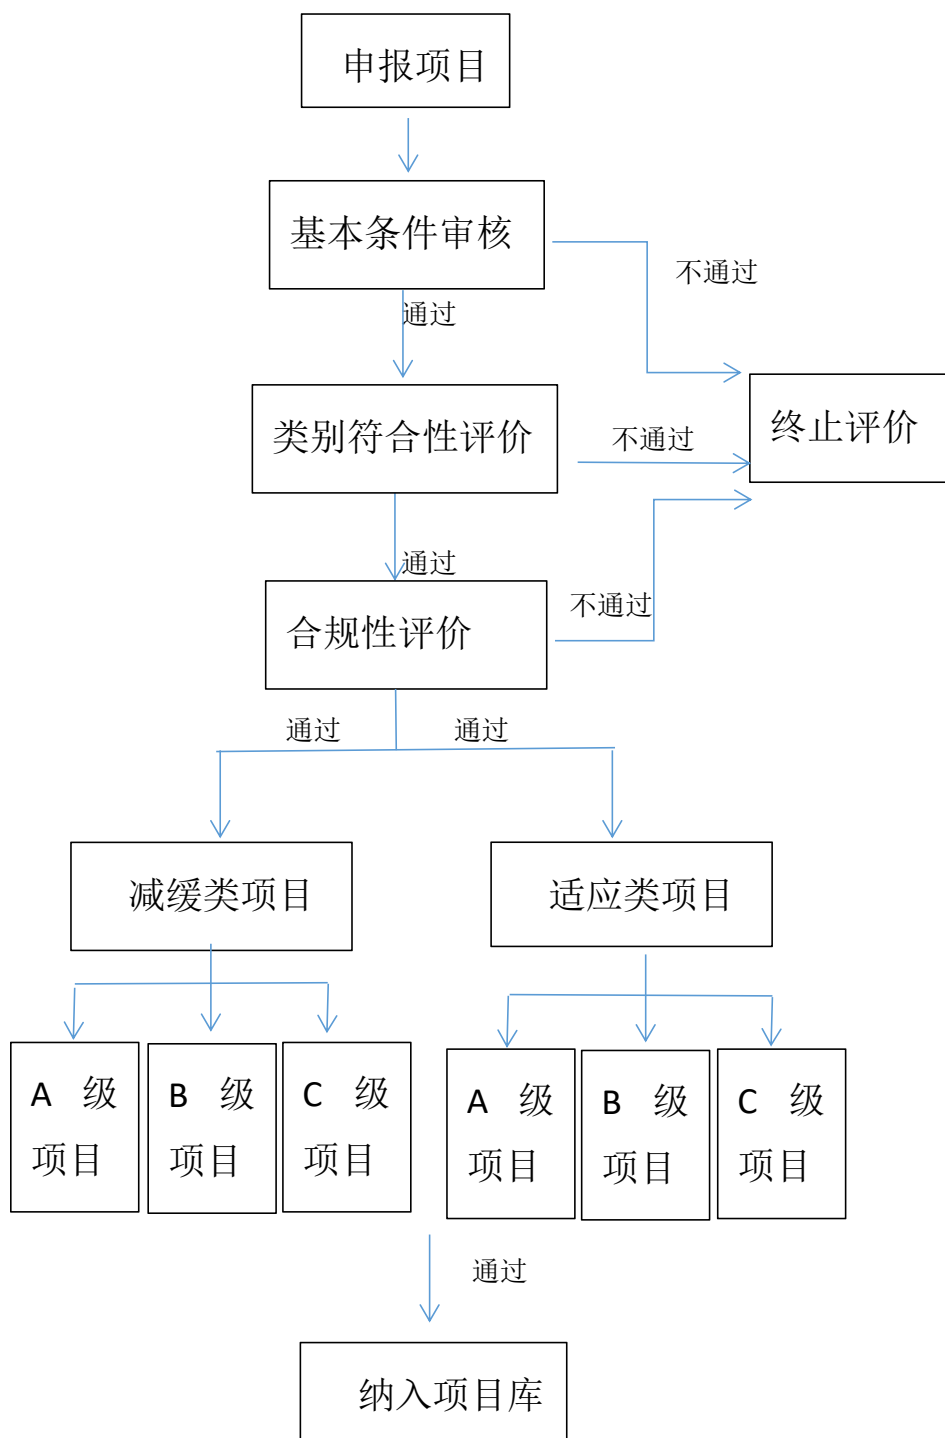 申报项目
基本条件审核
不通过
通过
类别符合性评价
不通过
终止评价
通过
合规性评价
不通过
通过
通过
减缓类项目
适应类项目
A 级
项目
B 级
项目
C 级
项目
A 级
项目
B 级
项目
C 级
项目
通过
纳入项目库